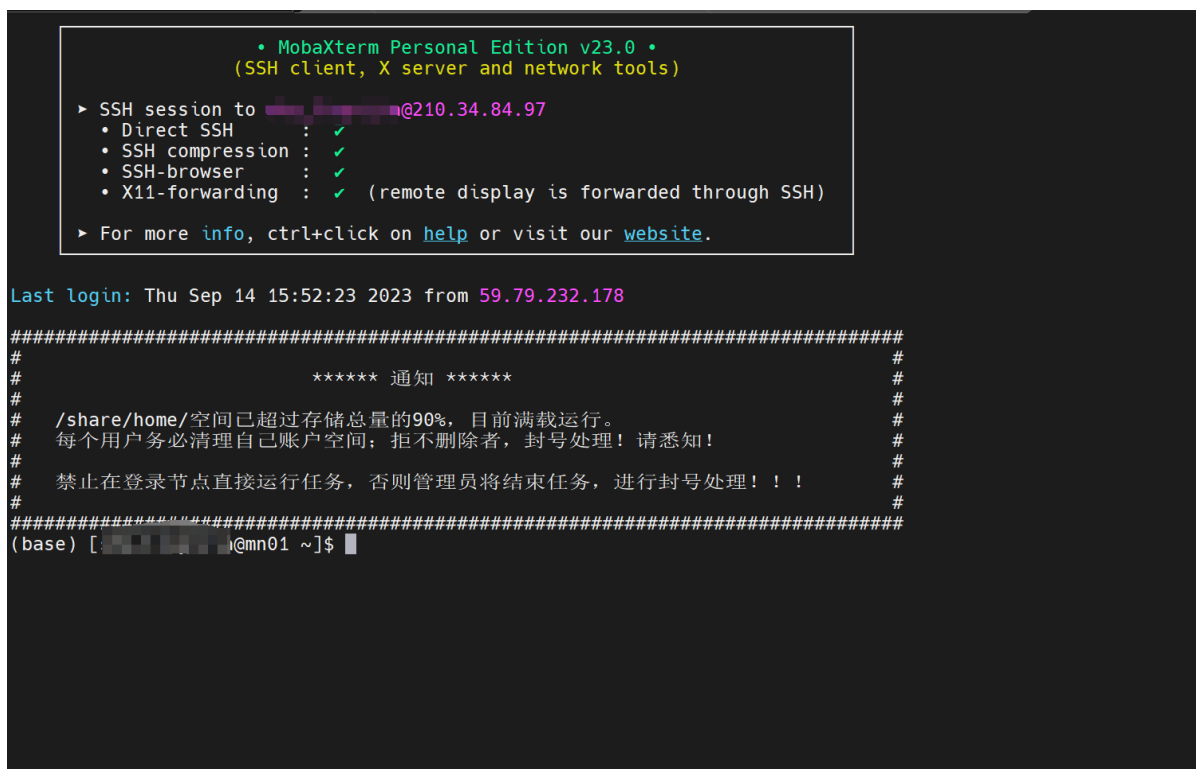 • MobaXterm Personal Edition v23.0 •
(SSH client, X server and network tools)
➤ SSH session to @210.34.84.97
• Direct SSH : ✔
• SSH compression : ✔
• SSH-browser : ✔
• X11-forwarding : ✔ (remote display is forwarded through SSH)
➤ For more info, ctrl+click on help or visit our website.
Last login: Thu Sep 14 15:52:23 2023 from 59.79.232.178
################################################################################
# #
# ****** 通知 ****** #
# #
# /share/home/空间已超过存储总量的90%，目前满载运行。 #
# 每个用户务必清理自己账户空间；拒不删除者，封号处理！请悉知！ #
# #
# 禁止在登录节点直接运行任务，否则管理员将结束任务，进行封号处理！！！ #
# #
################################################################################
(base) [ @mn01 ~]$